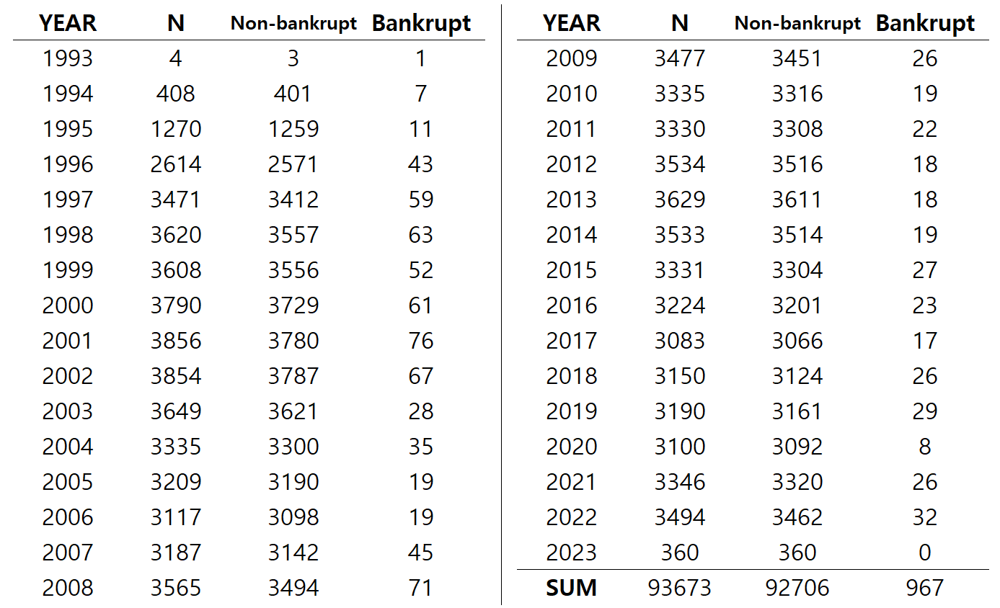 YEAR N Non-bankrupt Bankrupt
1993 4 3 1
1994 408 401 7
1995 1270 1259 11
1996 2614 2571 43
1997 3471 3412 59
1998 3620 3557 63
1999 3608 3556 52
2000 3790 3729 61
2001 3856 3780 76
2002 3854 3787 67
2003 3649 3621 28
2004 3335 3300 35
2005 3209 3190 19
2006 3117 3098 19
2007 3187 3142 45
2008 3565 3494 71
YEAR N Non-bankrupt Bankrupt
2009 3477 3451 26
2010 3335 3316 19
2011 3330 3308 22
2012 3534 3516 18
2013 3629 3611 18
2014 3533 3514 19
2015 3331 3304 27
2016 3224 3201 23
2017 3083 3066 17
2018 3150 3124 26
2019 3190 3161 29
2020 3100 3092 8
2021 3346 3320 26
2022 3494 3462 32
2023 360 360 0
SUM 93673 92706 967